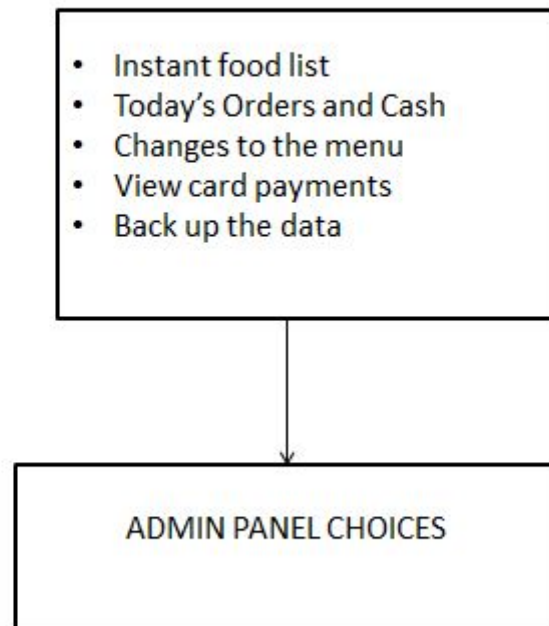 • Instant food list
• Today's Orders and Cash
• Changes to the menu
• View card payments
• Back up the data
ADMIN PANEL CHOICES